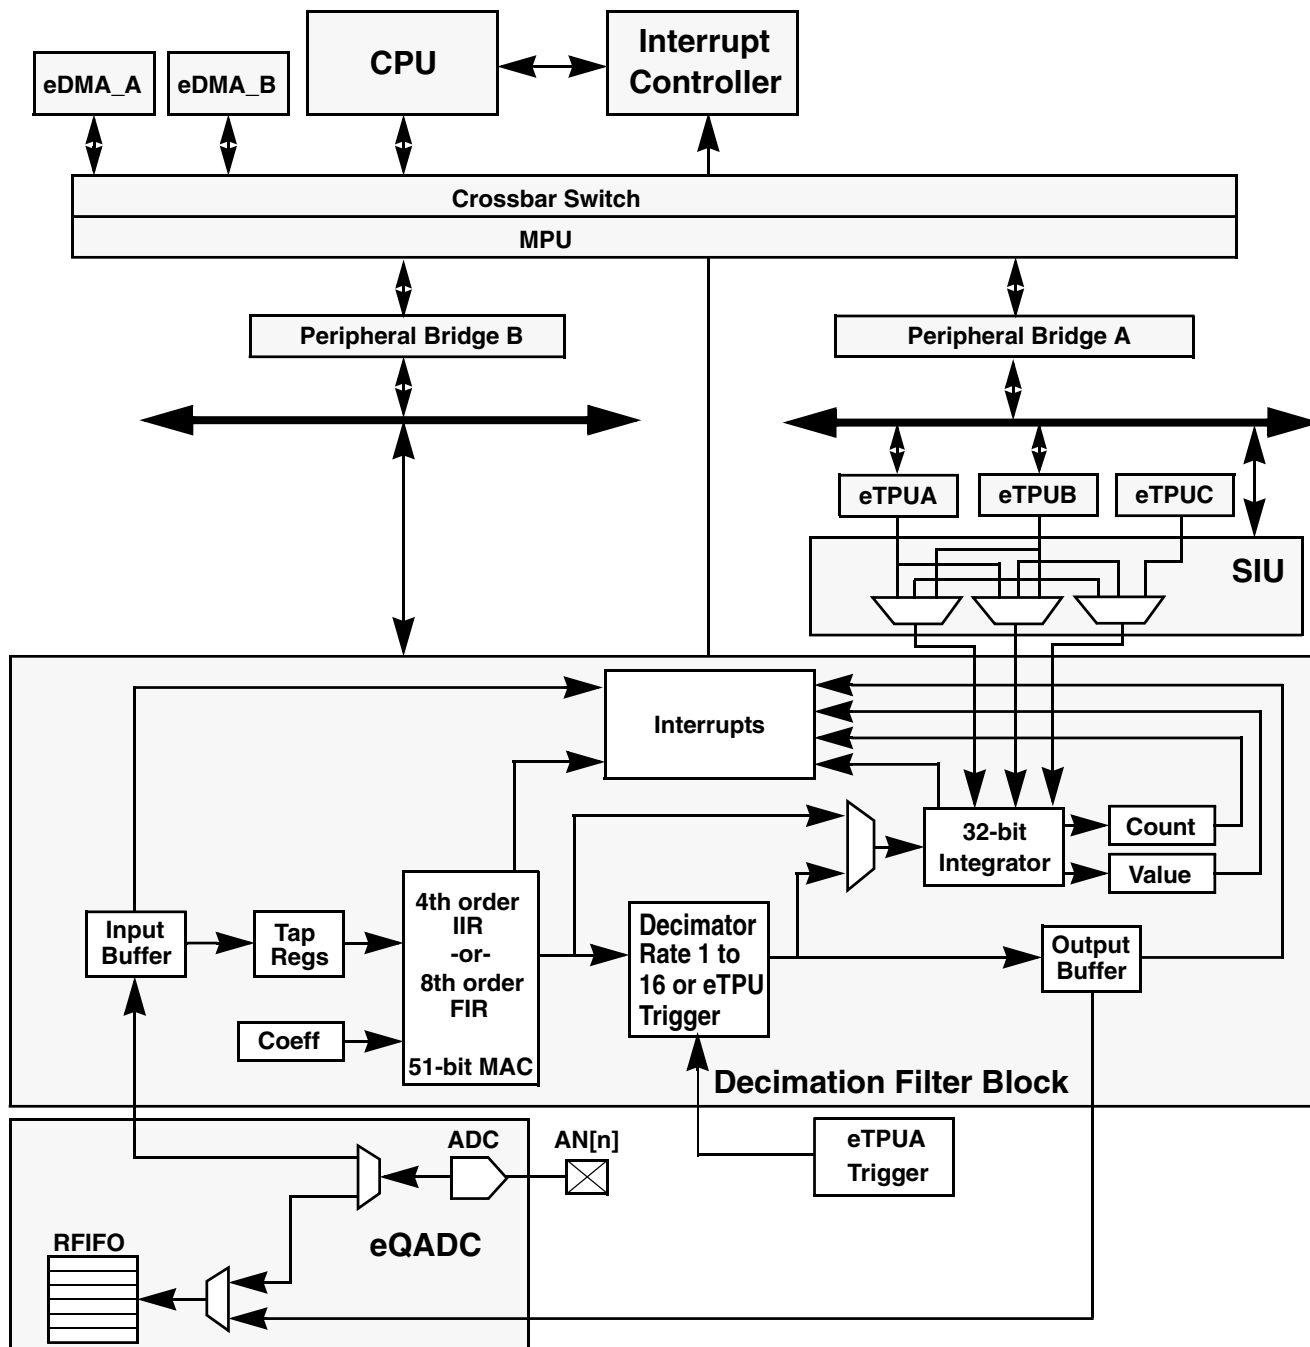 eDMA_A
eDMA_B
CPU
Interrupt
Controller
Crossbar Switch
MPU
Peripheral Bridge B
Peripheral Bridge A
eTPUA
eTPUB
eTPUC
SIU
Interrupts
32-bit
Integrator
Count
Value
Input
Buffer
Tap
Regs
Coeff
4th order
IIR
-or-
8th order
FIR
51-bit MAC
Decimator
Rate 1 to
16 or eTPU
Trigger
Output
Buffer
Decimation Filter Block
ADC
AN[n]
eTPUA
Trigger
eQADC
RFIFO